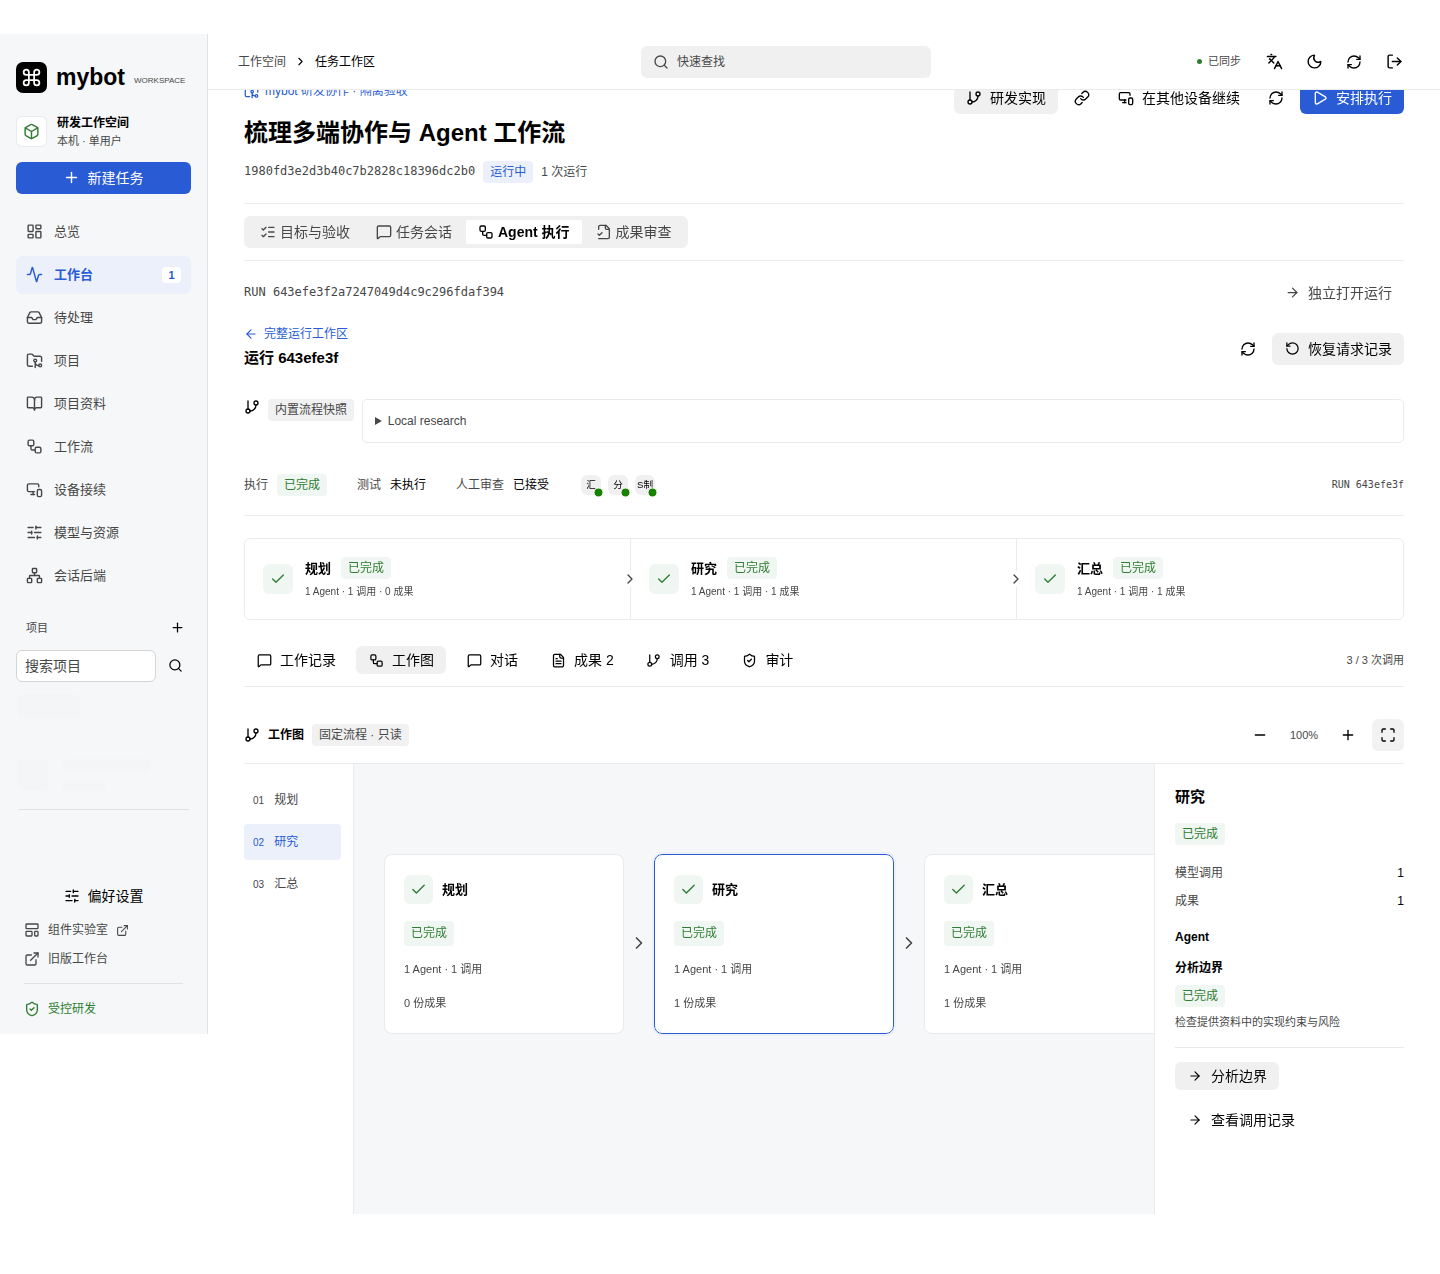 mybot WORKSPACE
研发工作空间
本机 · 单用户
新建任务
总览
工作台 1
待处理
项目
项目资料
工作流
设备接续
模型与资源
会话后端
项目
搜索项目
偏好设置
组件实验室
旧版工作台
受控研发
工作空间 任务工作区
快速查找
已同步
mybot 研发协作 · 隔离验收
研发实现 在其他设备继续 安排执行
梳理多端协作与 Agent 工作流
1980fd3e2d3b40c7b2828c18396dc2b0 运行中 1 次运行
目标与验收 任务会话 Agent 执行 成果审查
RUN 643efe3f2a7247049d4c9c296fdaf394 独立打开运行
完整运行工作区
运行 643efe3f 恢复请求记录
内置流程快照 Local research
执行 已完成 测试 未执行 人工审查 已接受 汇 分 S制 RUN 643efe3f
规划 已完成
1 Agent · 1 调用 · 0 成果
研究 已完成
1 Agent · 1 调用 · 1 成果
汇总 已完成
1 Agent · 1 调用 · 1 成果
工作记录 工作图 对话 成果 2 调用 3 审计 3 / 3 次调用
工作图 固定流程 · 只读 100%
01 规划
02 研究
03 汇总
规划
已完成
1 Agent · 1 调用
0 份成果
研究
已完成
1 Agent · 1 调用
1 份成果
汇总
已完成
1 Agent · 1 调用
1 份成果
研究
已完成
模型调用 1
成果 1
Agent
分析边界
已完成
检查提供资料中的实现约束与风险
分析边界
查看调用记录